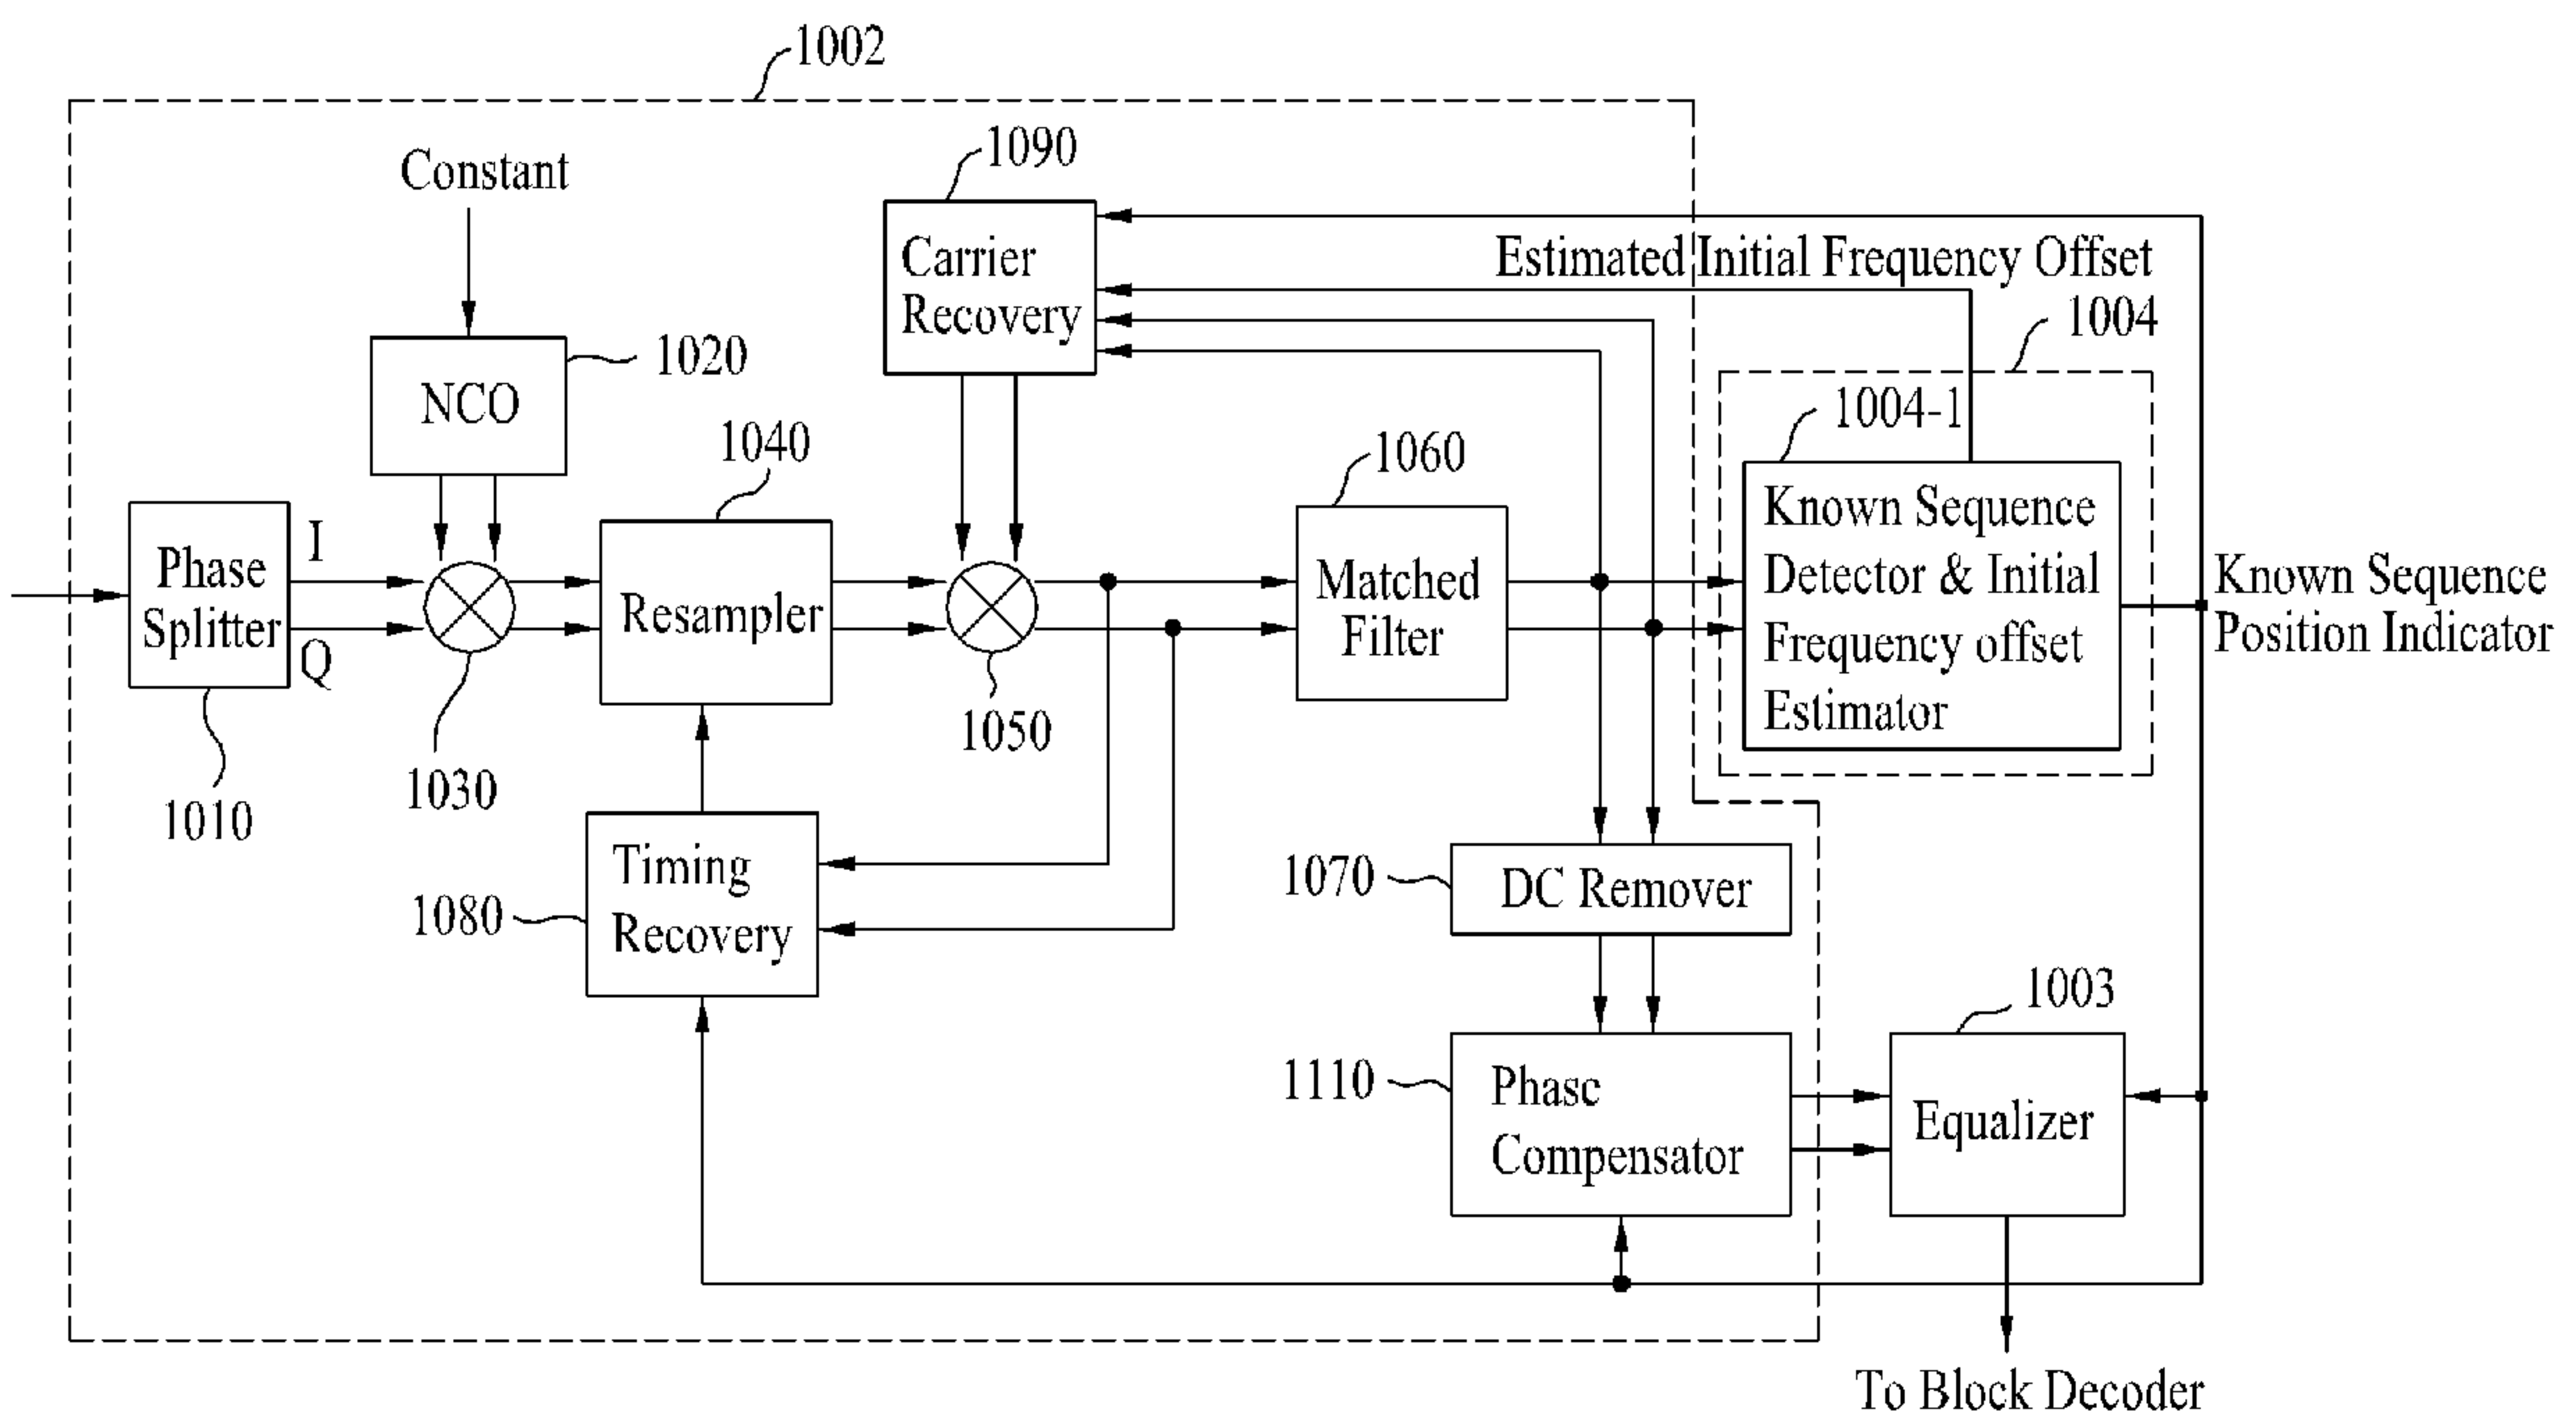 1002
1090
Constant
Carrier
Recovery
Estimated Initial Frequency Offset
1004
1020
NCO
1004-1
1040
1060
Phase
Splitter
I
Q
Resampler
Matched
Filter
Known Sequence
Detector & Initial
Frequency offset
Estimator
Known Sequence
Position Indicator
1050
1030
1010
Timing
Recovery
1080
1070
DC Remover
1003
1110
Phase
Compensator
Equalizer
To Block Decoder